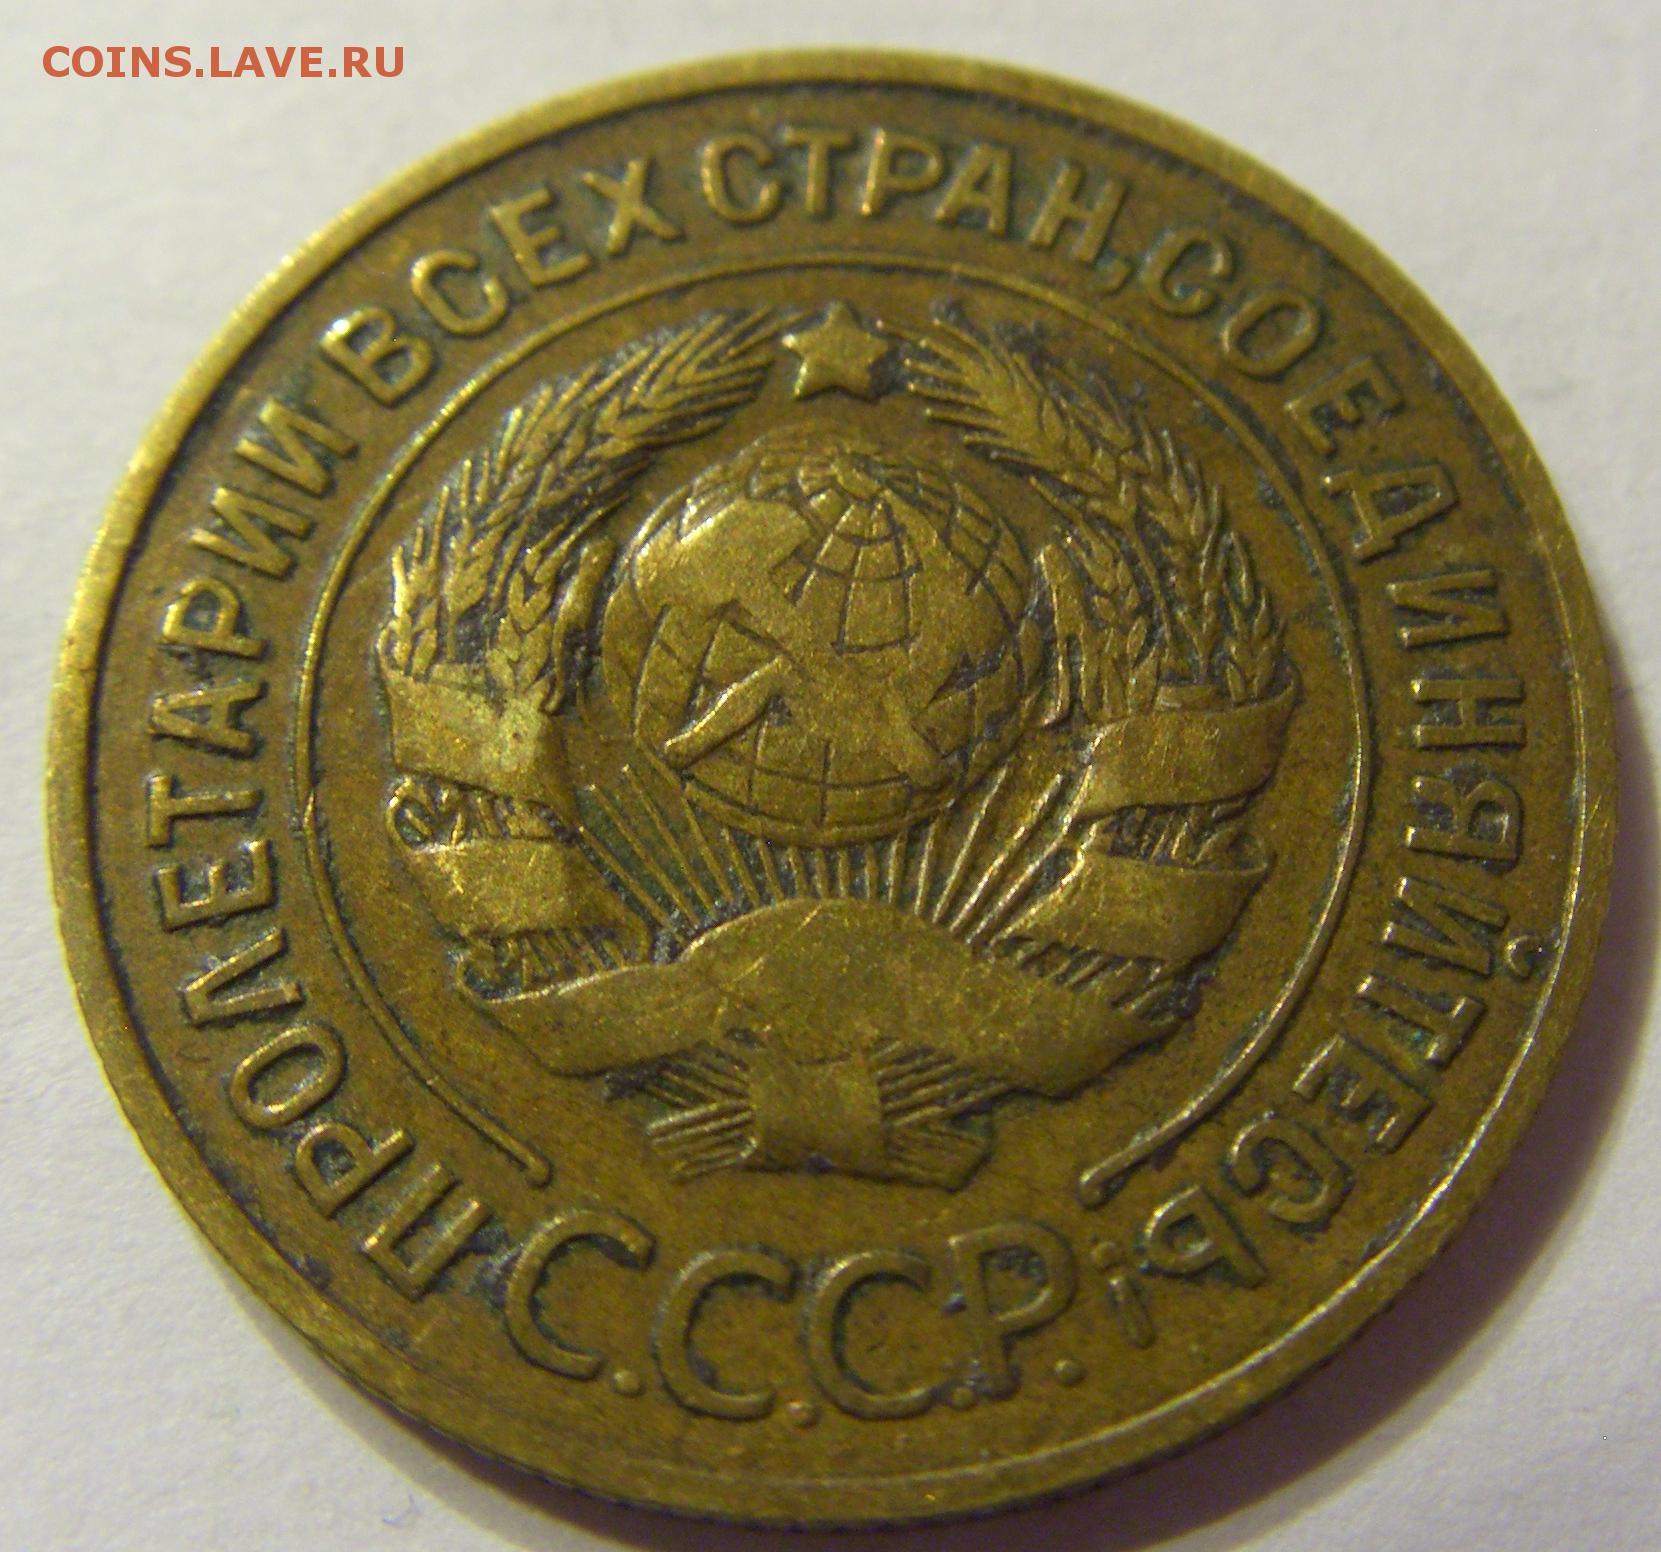 COINS.LAVE.RU
ПРОЛЕТАРИИ ВСЕХ СТРАН, СОЕДИНЯЙТЕСЬ!
С.С.С.Р.